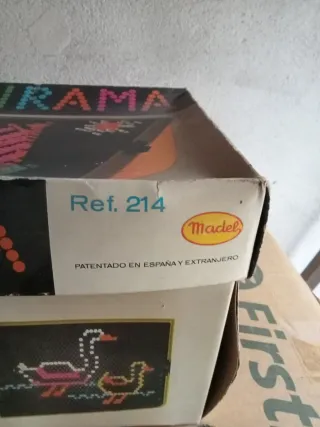 IRAMA
Ref. 214
Madel
PATENTADO EN ESPAÑA Y EXTRANJERO
First